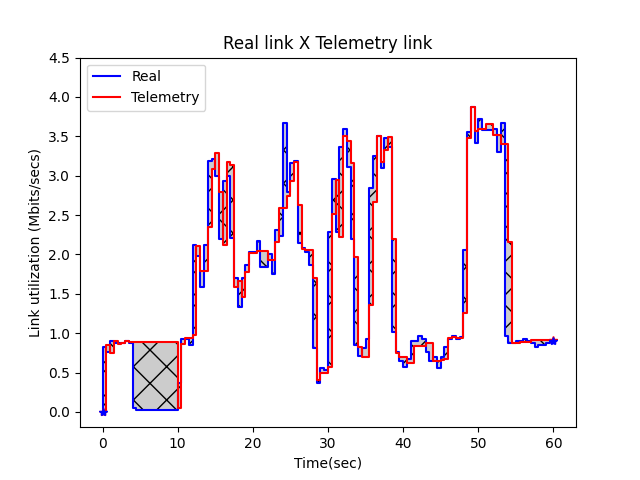 Real link X Telemetry link
Real
Telemetry
Link utilization (Mbits/secs)
4.5
4.0
3.5
3.0
2.5
2.0
1.5
1.0
0.5
0.0
0 10 20 30 40 50 60
Time(sec)